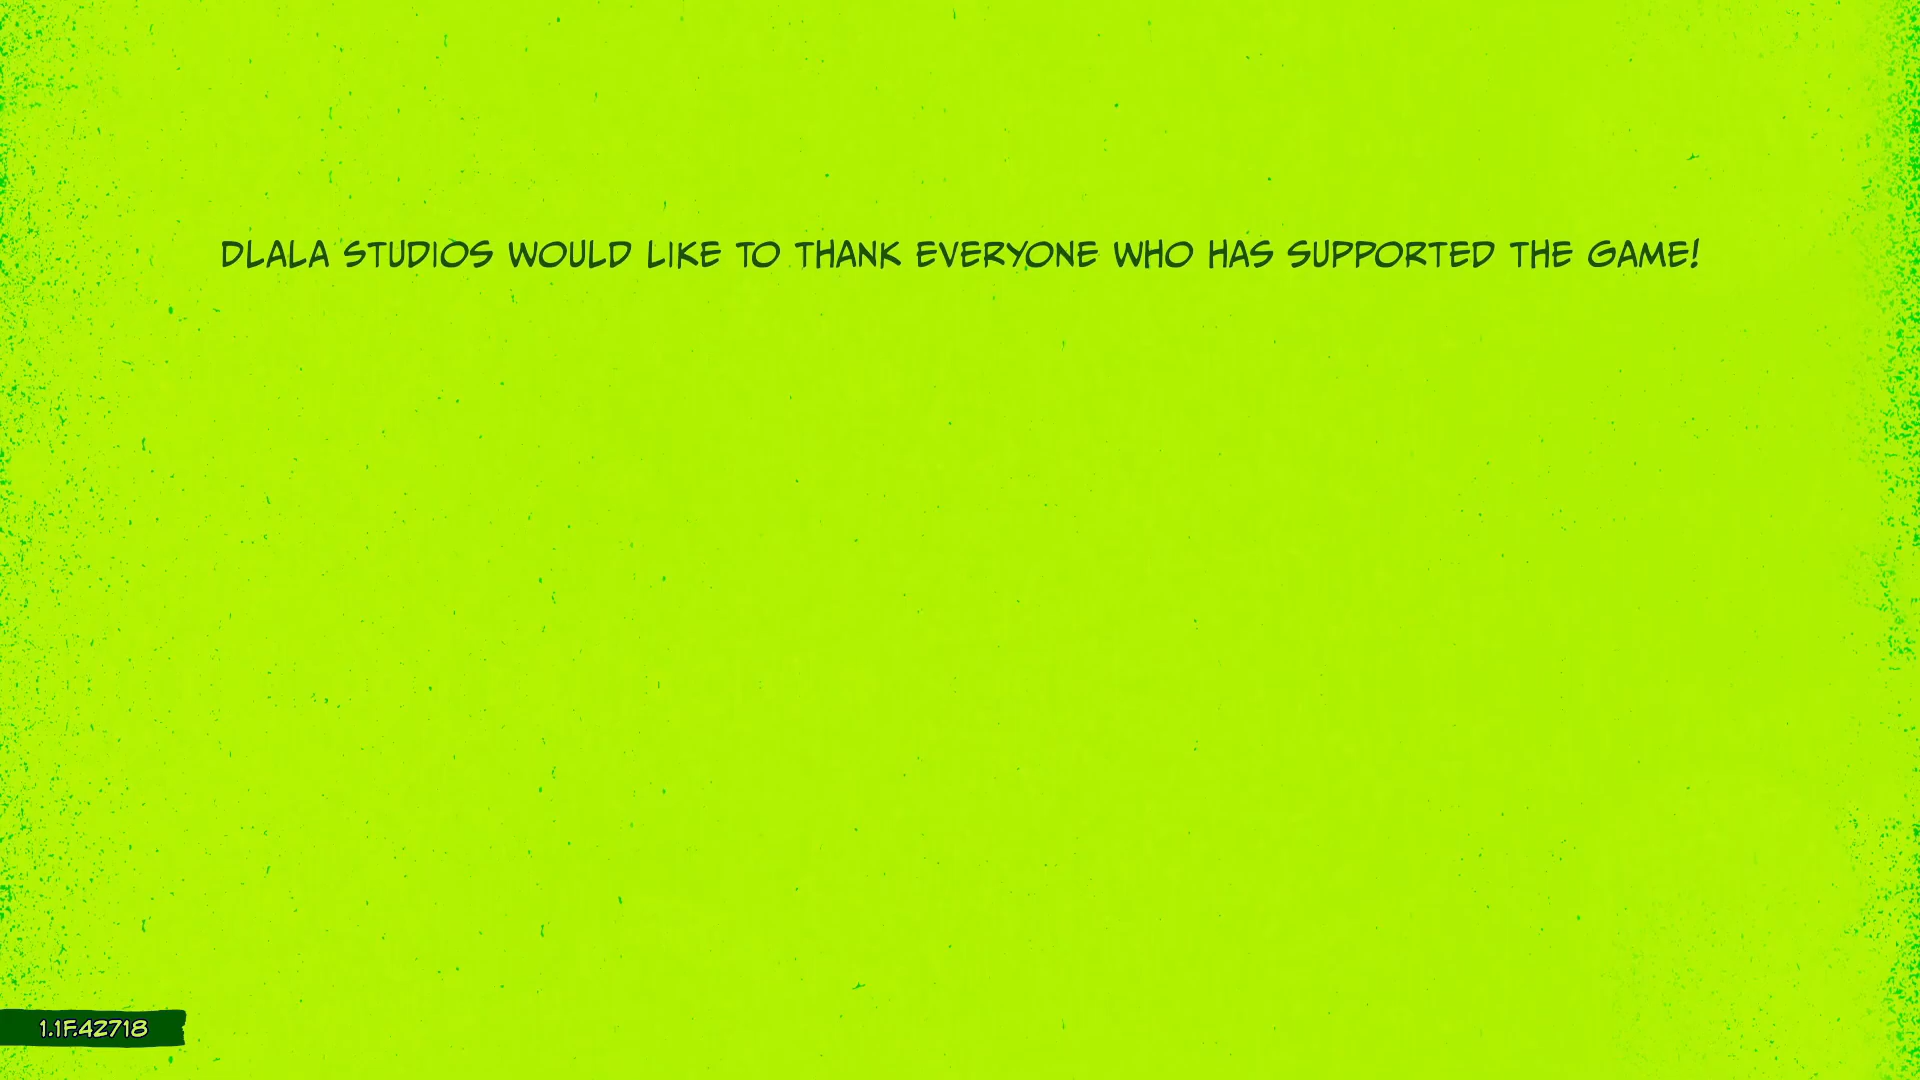 DLALA STUDIOS WOULD LIKE TO THANK EVERYONE WHO HAS SUPPORTED THE GAME!
1.1F.42718